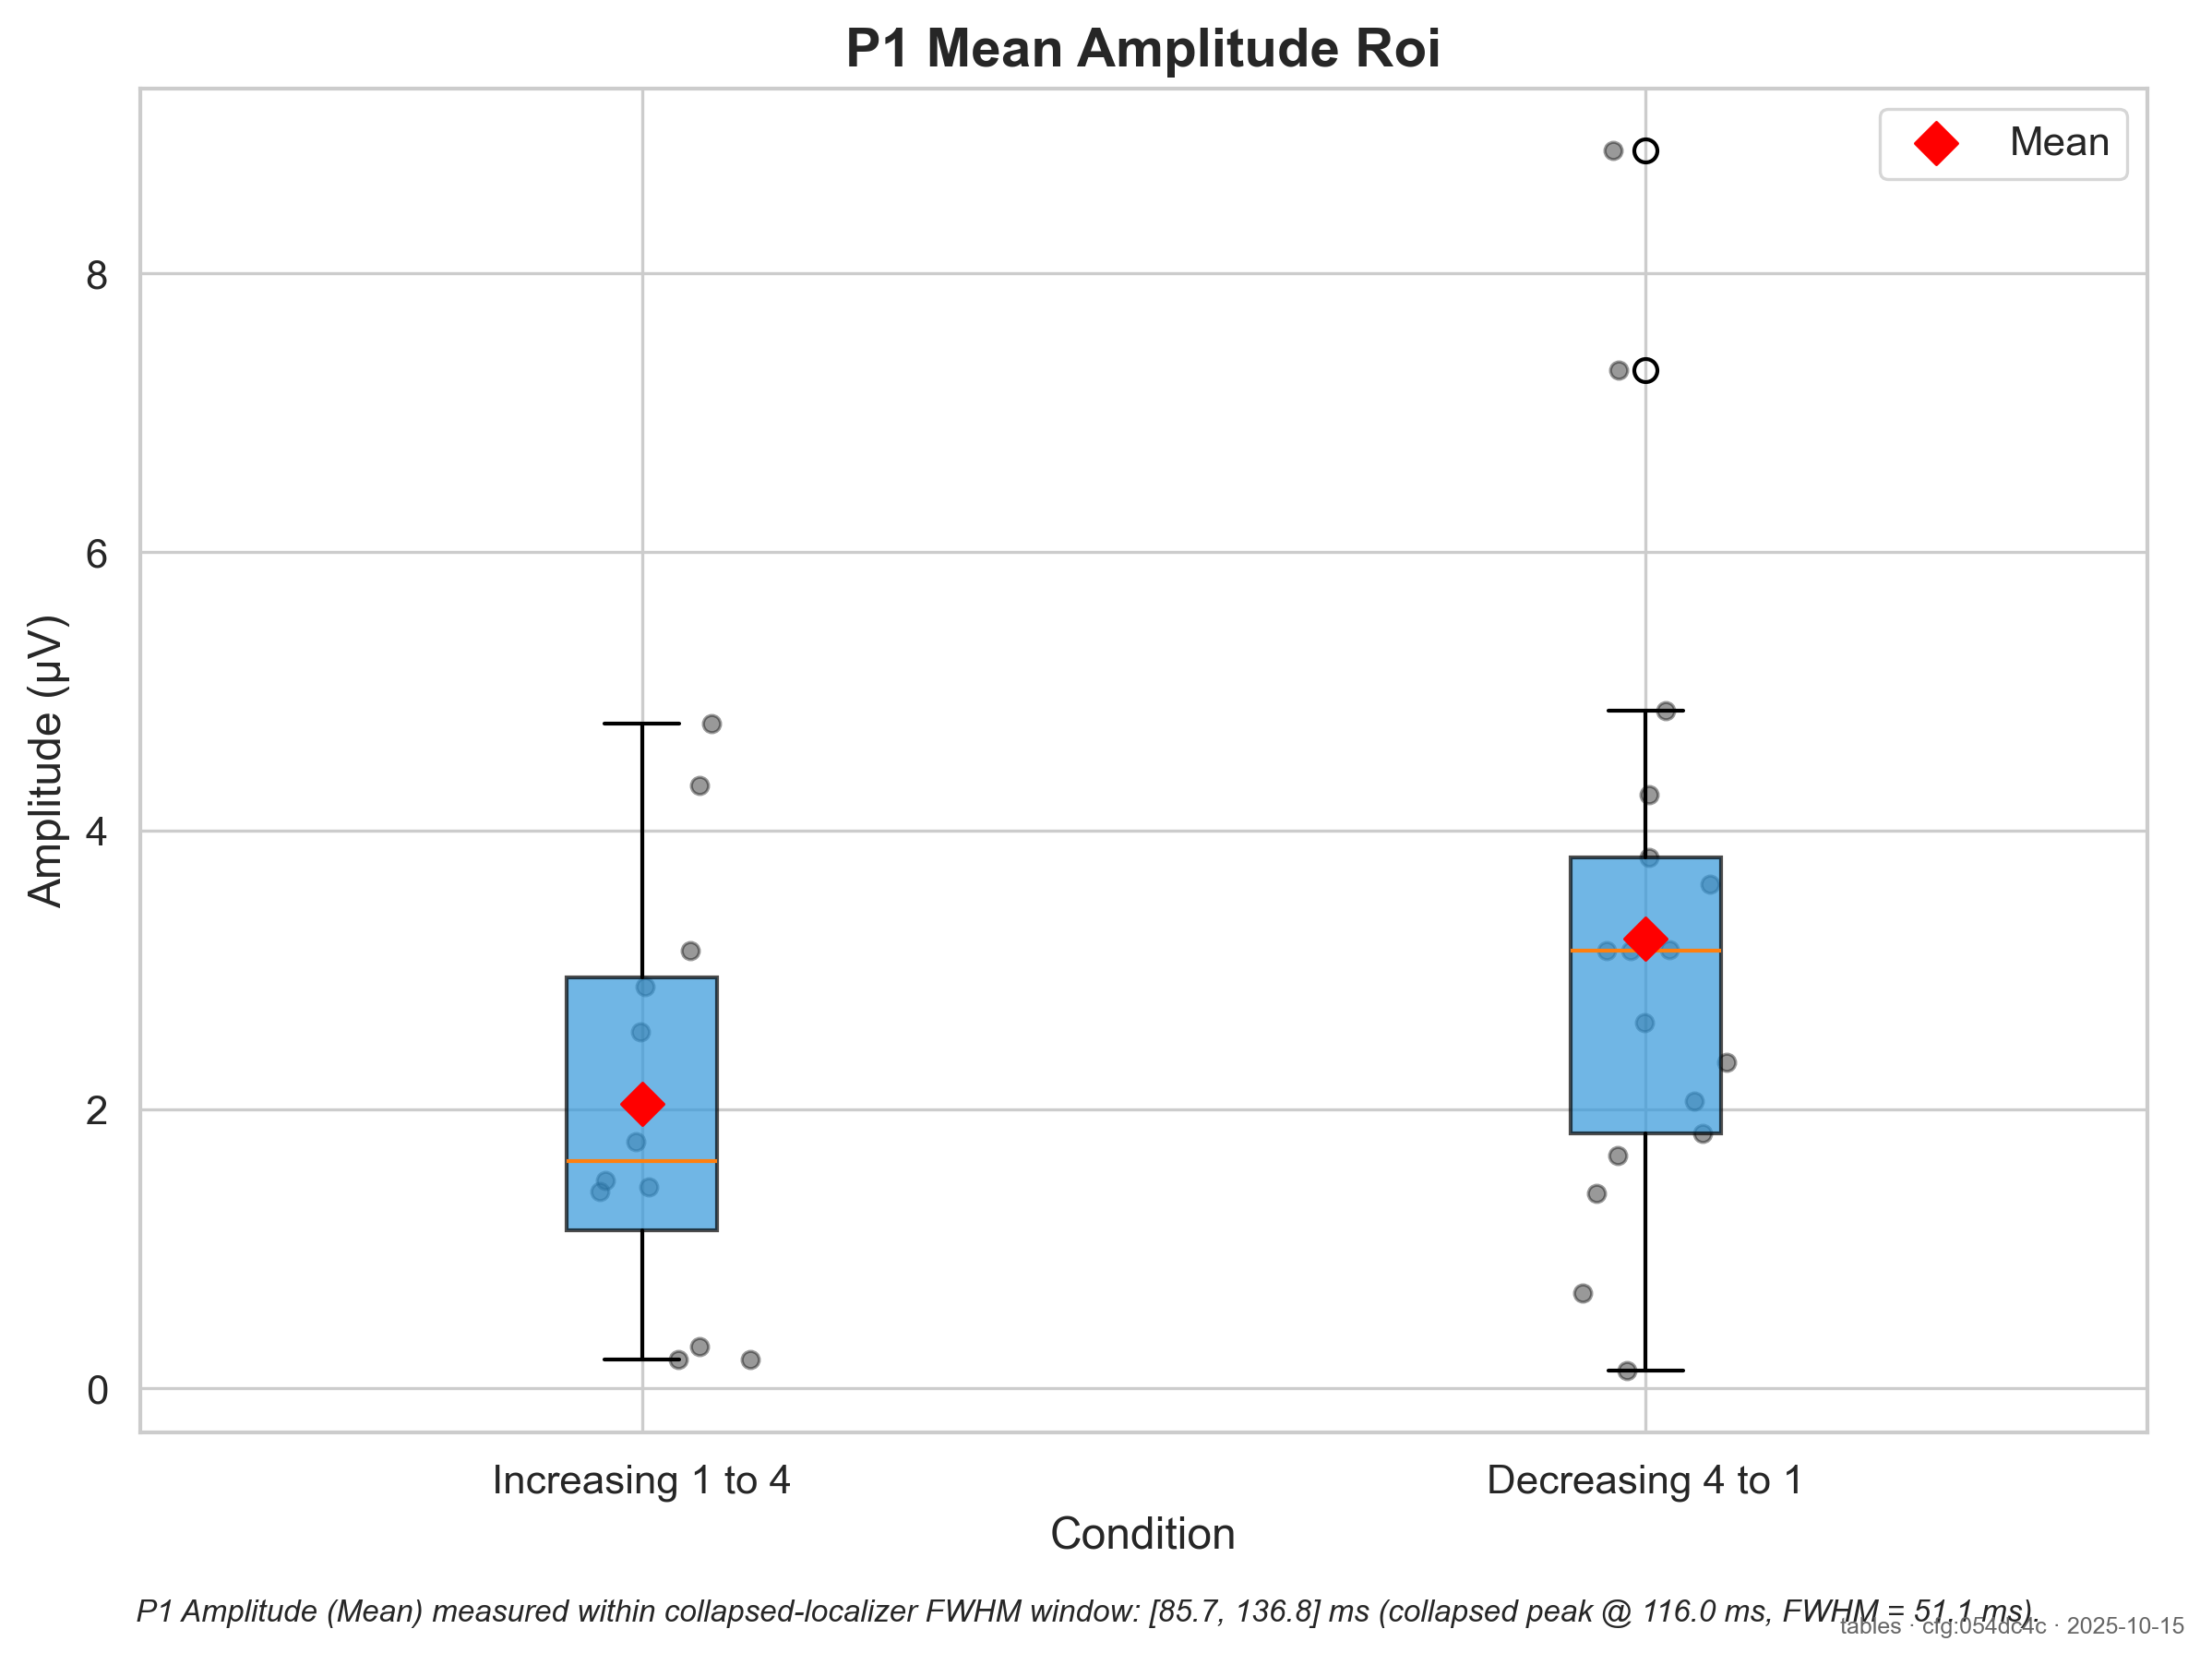 P1 Mean Amplitude Roi
Mean
8
6
4
2
0
Amplitude (µV)
Increasing 1 to 4
Decreasing 4 to 1
Condition
P1 Amplitude (Mean) measured within collapsed-localizer FWHM window: [85.7, 136.8] ms (collapsed peak @ 116.0 ms, FWHM = 51.1 ms).
tables · cfg:054dc4c · 2025-10-15